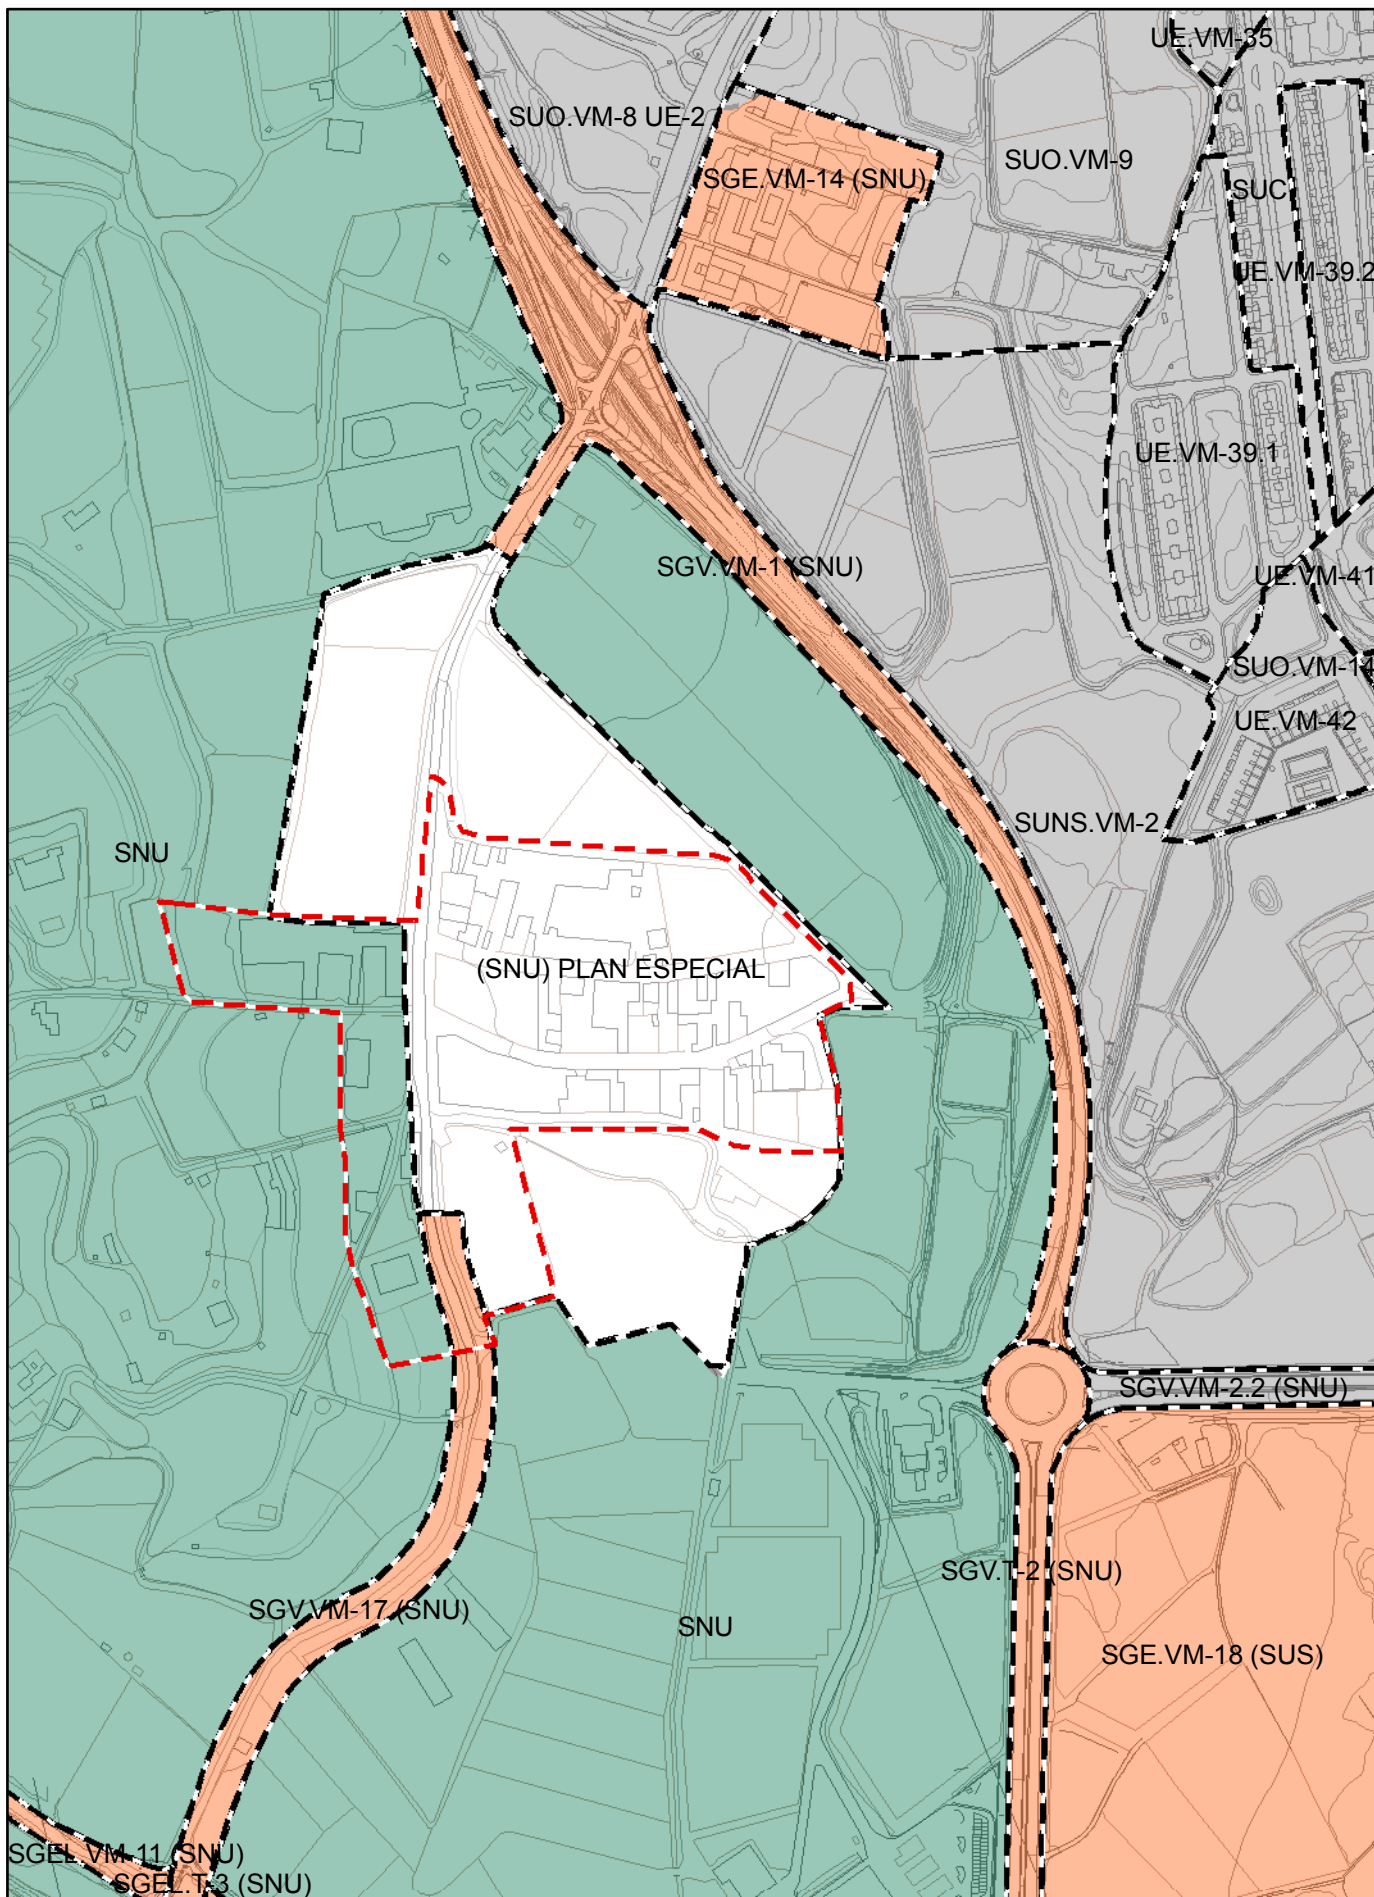 UE.VM-35
SUO.VM-8 UE-2
SUO.VM-9
SGE.VM-14 (SNU)
SUC
UE.VM-39.2
UE.VM-39.1
SGV.VM-1 (SNU)
UE.VM-41
SUO.VM-14
UE.VM-42
SUNS.VM-2
SNU
(SNU) PLAN ESPECIAL
SGV.VM-2.2 (SNU)
SGV.T-2 (SNU)
SGV.VM-17 (SNU)
SNU
SGE.VM-18 (SUS)
SGEL.VM-11 (SNU)
SGEL.T-3 (SNU)